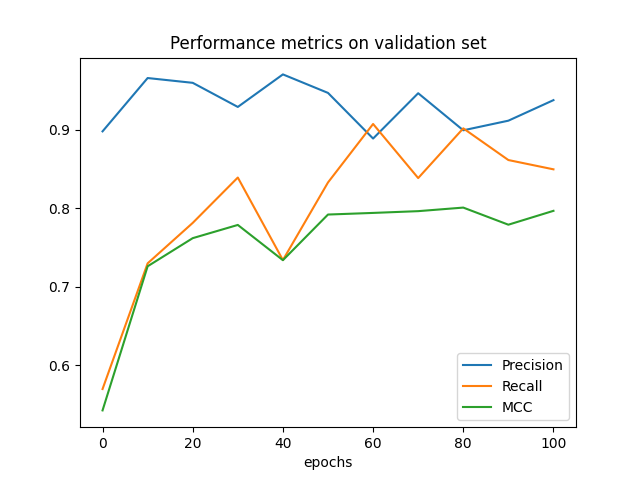 Performance metrics on validation set
0.9
0.8
0.7
0.6
Precision
Recall
MCC
0 20 40 60 80 100
epochs